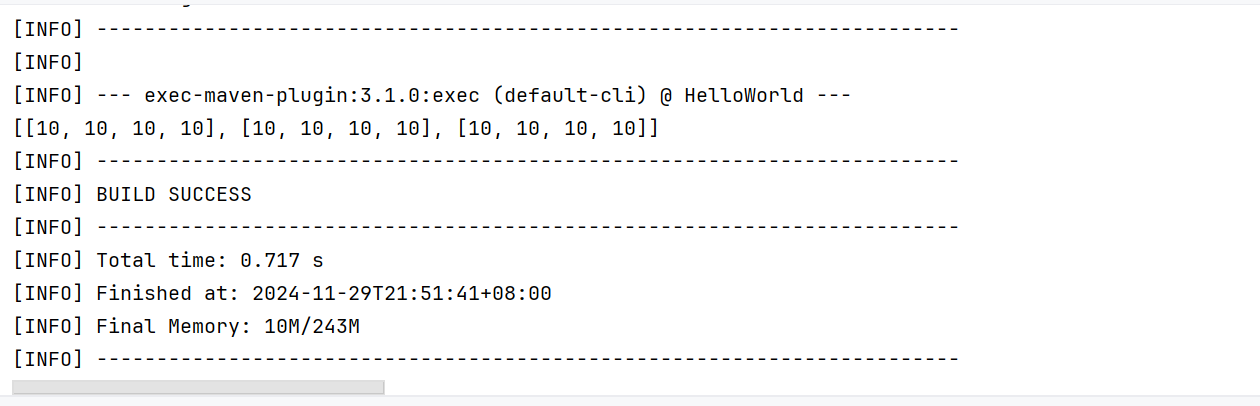 [INFO] ------------------------------------------------------------------------
[INFO]
[INFO] --- exec-maven-plugin:3.1.0:exec (default-cli) @ HelloWorld ---
[[10, 10, 10, 10], [10, 10, 10, 10], [10, 10, 10, 10]]
[INFO] ------------------------------------------------------------------------
[INFO] BUILD SUCCESS
[INFO] ------------------------------------------------------------------------
[INFO] Total time: 0.717 s
[INFO] Finished at: 2024-11-29T21:51:41+08:00
[INFO] Final Memory: 10M/243M
[INFO] ------------------------------------------------------------------------